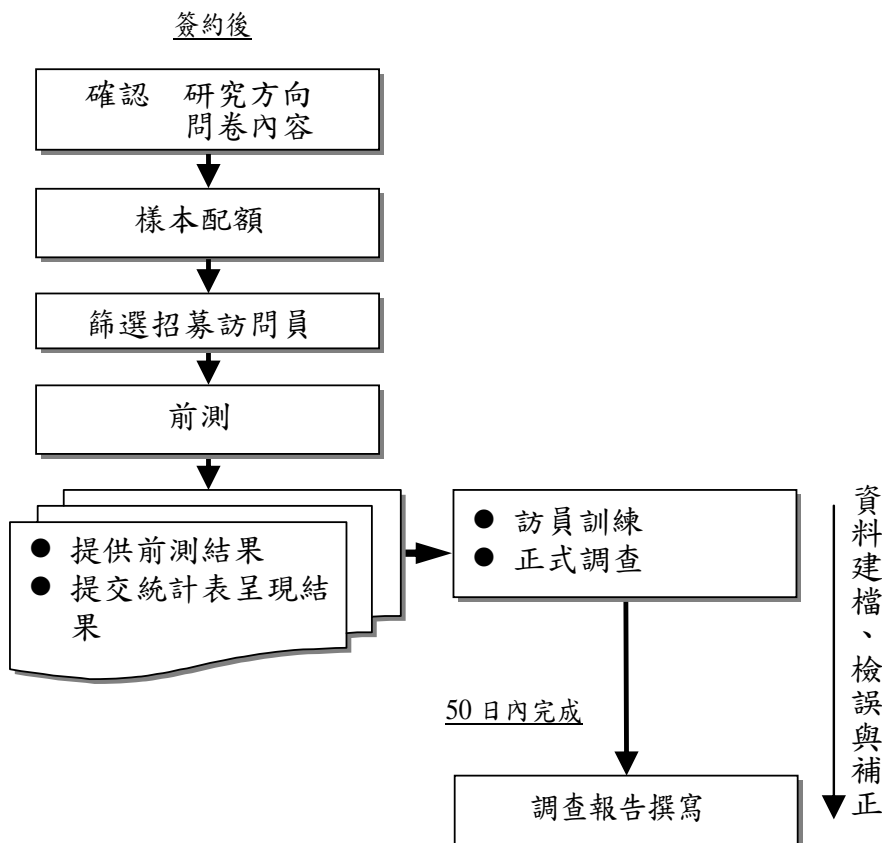 簽約後
確認　研究方向
問卷內容
樣本配額
篩選招募訪問員
前測
● 提供前測結果
● 提交統計表呈現結
果
● 訪員訓練
● 正式調查
50 日內完成
調查報告撰寫
資料建檔、檢誤與補正